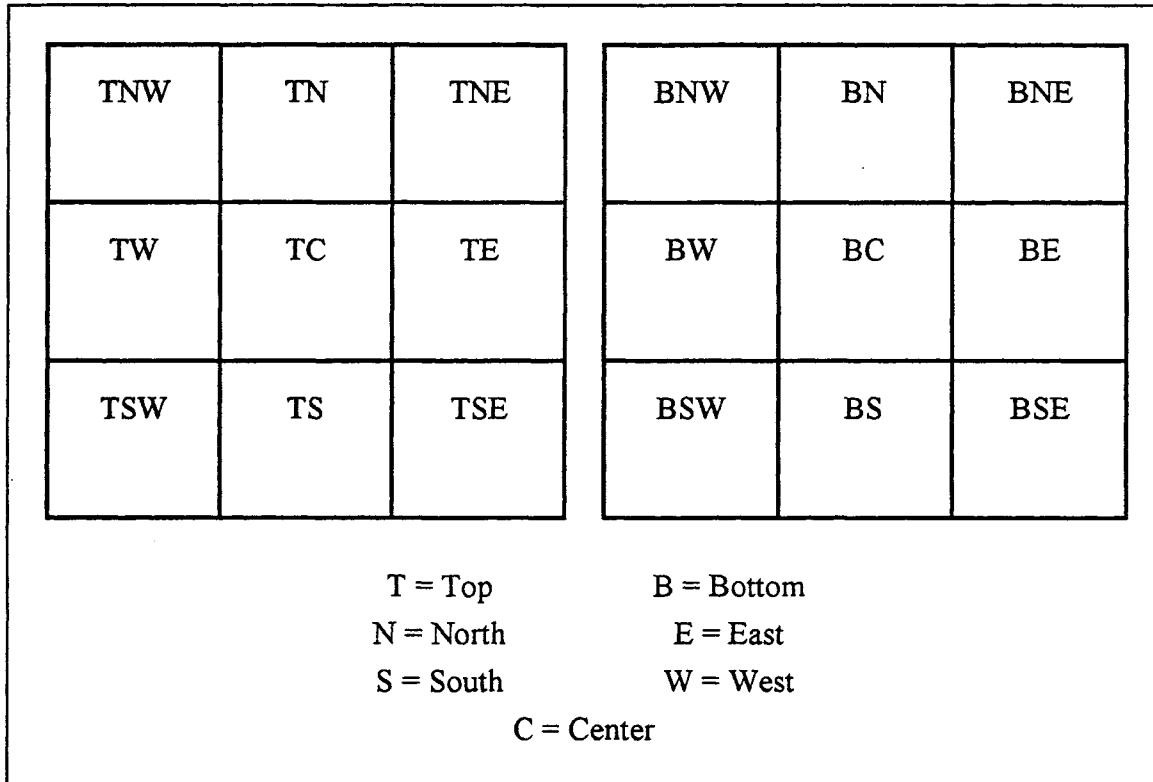 TNW TN TNE BNW BN BNE
TW TC TE BW BC BE
TSW TS TSE BSW BS BSE
T = Top B = Bottom
N = North E = East
S = South W = West
C = Center